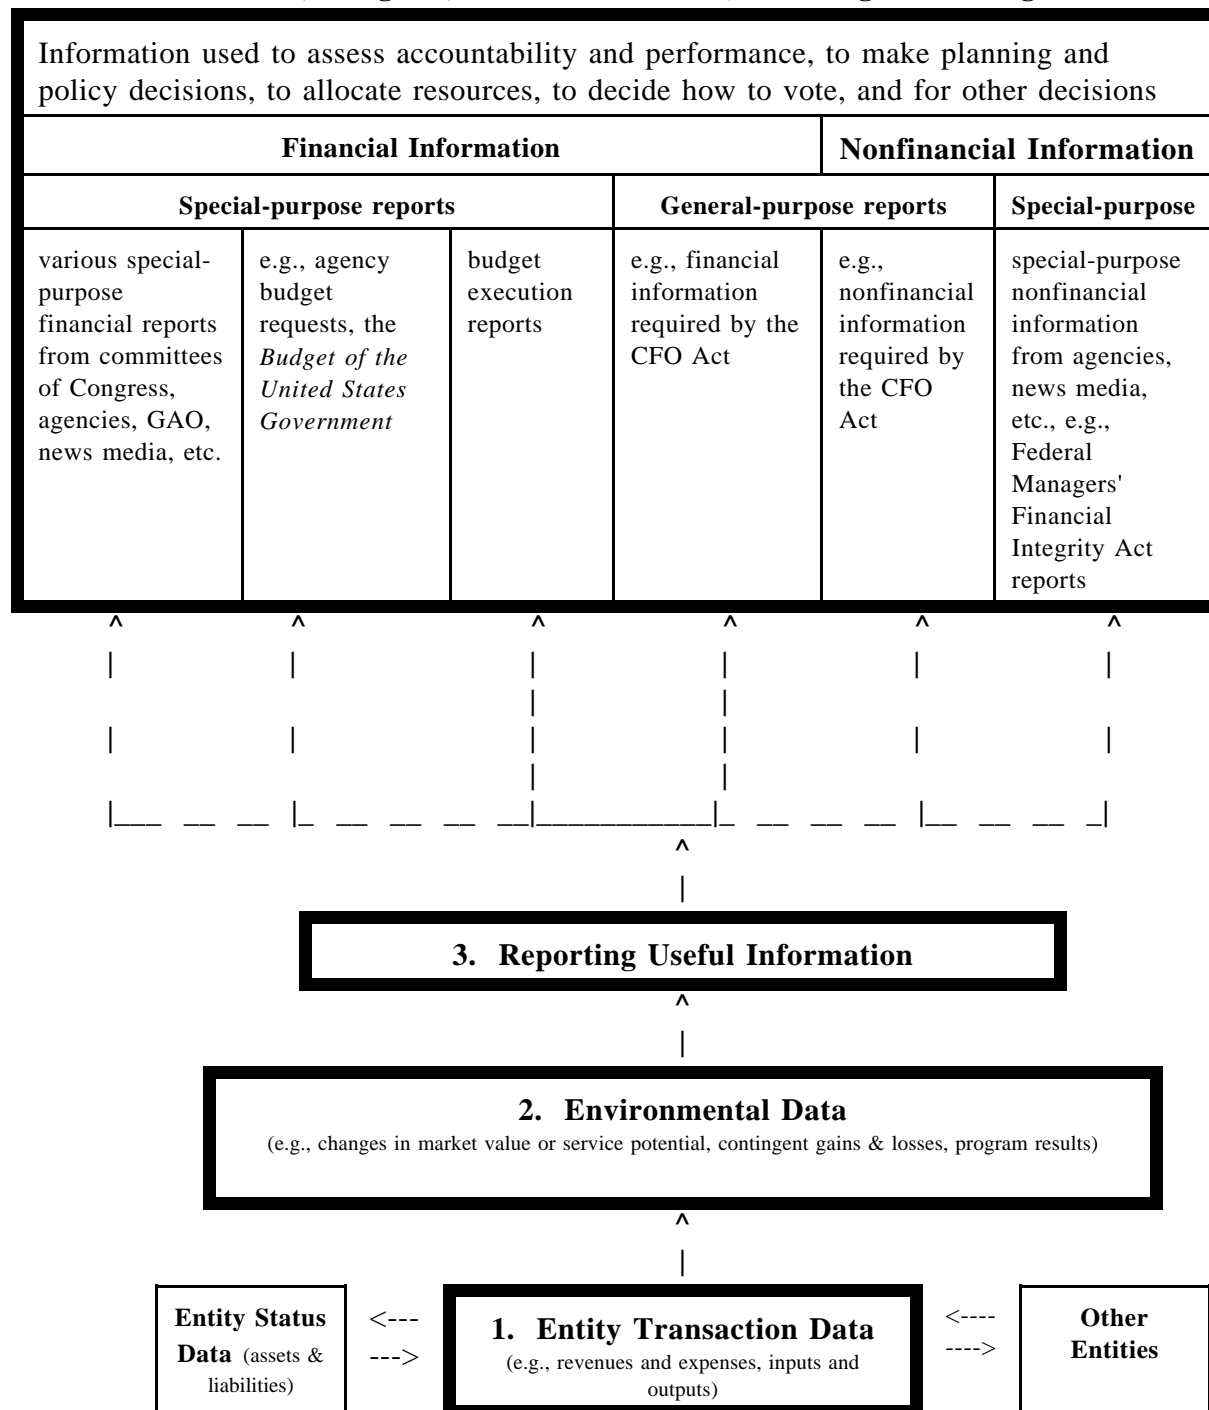 Information used to assess accountability and performance, to make planning and
policy decisions, to allocate resources, to decide how to vote, and for other decisions
Financial Information
Nonfinancial Information
Special-purpose reports
General-purpose reports
Special-purpose
various special-
purpose
financial reports
from committees
of Congress,
agencies, GAO,
news media, etc.
e.g., agency
budget
requests, the
Budget of the
United States
Government
budget
execution
reports
e.g., financial
information
required by the
CFO Act
e.g.,
nonfinancial
information
required by
the CFO
Act
special-purpose
nonfinancial
information
from agencies,
news media,
etc., e.g.,
Federal
Managers'
Financial
Integrity Act
reports
3. Reporting Useful Information
2. Environmental Data
(e.g., changes in market value or service potential, contingent gains & losses, program results)
Entity Status
Data (assets &
liabilities)
<---
--->
1. Entity Transaction Data
(e.g., revenues and expenses, inputs and
outputs)
<----
---->
Other
Entities